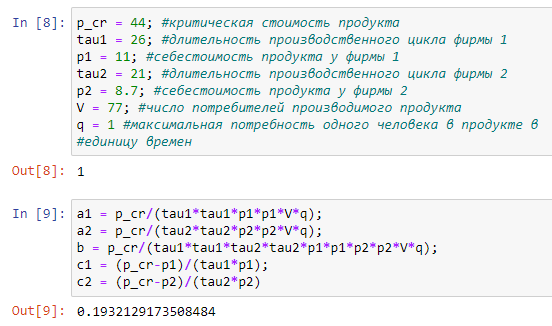 In [8]: p_cr = 44; #критическая стоимость продукта
tau1 = 26; #длительность производственного цикла фирмы 1
p1 = 11; #себестоимость продукта у фирмы 1
tau2 = 21; #длительность производственного цикла фирмы 2
p2 = 8.7; #себестоимость продукта у фирмы 2
V = 77; #число потребителей производимого продукта
q = 1 #максимальная потребность одного человека в продукте в
#единицу времен
Out[8]: 1
In [9]: a1 = p_cr/(tau1*tau1*p1*p1*V*q);
a2 = p_cr/(tau2*tau2*p2*p2*V*q);
b = p_cr/(tau1*tau1*tau2*tau2*p1*p1*p2*p2*V*q);
c1 = (p_cr-p1)/(tau1*p1);
c2 = (p_cr-p2)/(tau2*p2)
Out[9]: 0.1932129173508484